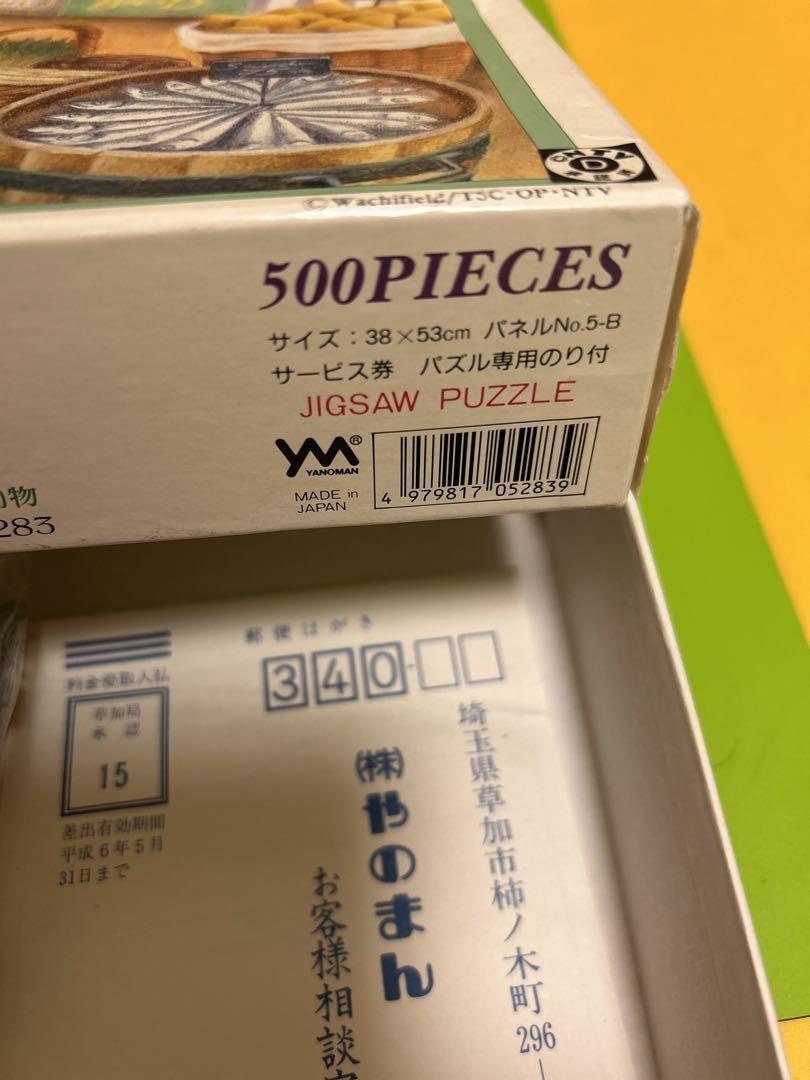 ©Wachifield/TSC・OP・NTV
500PIECES
サイズ：38×53cm パネルNo.5-B
サービス券 パズル専用のり付
JIGSAW PUZZLE
YM®
YANOMAN
MADE in
JAPAN
4 979817 052839
物
283
郵便はがき
340-
料金受取人払
草加局
承認
15
差出有効期間
平成6年5月
31日まで
埼玉県草加市柿ノ木町296
(株)やのまん
お客様相談